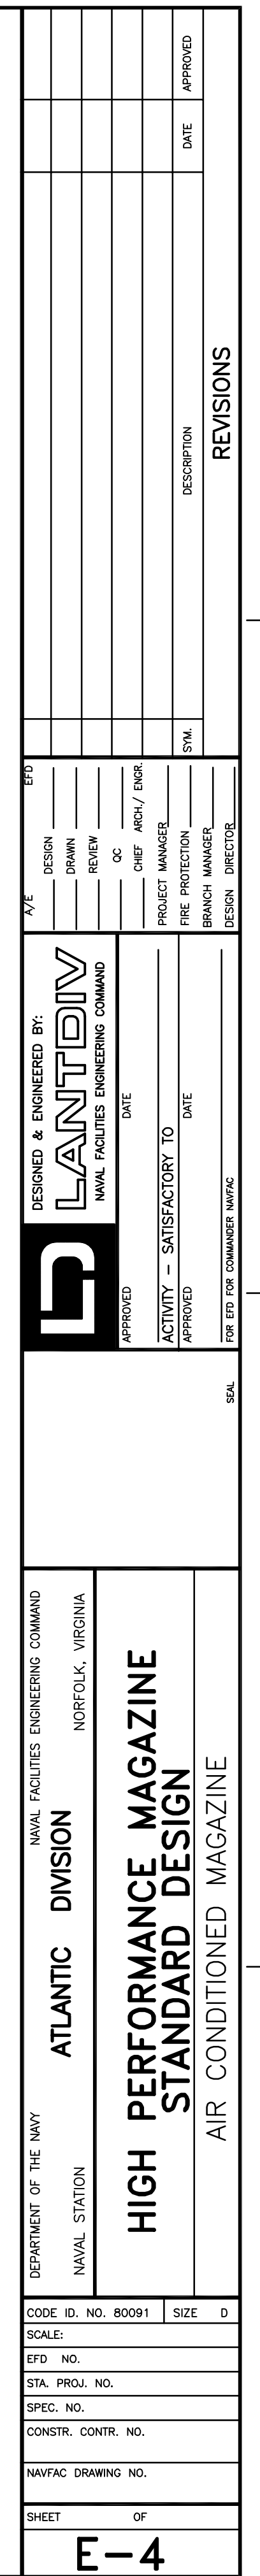 APPROVED
DATE
DESCRIPTION
SYM.
REVISIONS
A/E EFD
DESIGN
DRAWN
REVIEW
QC
CHIEF ARCH./ ENGR.
PROJECT MANAGER
FIRE PROTECTION
BRANCH MANAGER
DESIGN DIRECTOR
DESIGNED & ENGINEERED BY:
LANTDIV
NAVAL FACILITIES ENGINEERING COMMAND
LD
APPROVED DATE
ACTIVITY – SATISFACTORY TO
APPROVED DATE
FOR EFD FOR COMMANDER NAVFAC
SEAL
DEPARTMENT OF THE NAVY NAVAL FACILITIES ENGINEERING COMMAND
ATLANTIC DIVISION
NAVAL STATION NORFOLK, VIRGINIA
HIGH PERFORMANCE MAGAZINE
STANDARD DESIGN
AIR CONDITIONED MAGAZINE
CODE ID. NO. 80091 SIZE D
SCALE:
EFD NO.
STA. PROJ. NO.
SPEC. NO.
CONSTR. CONTR. NO.
NAVFAC DRAWING NO.
SHEET OF
E–4